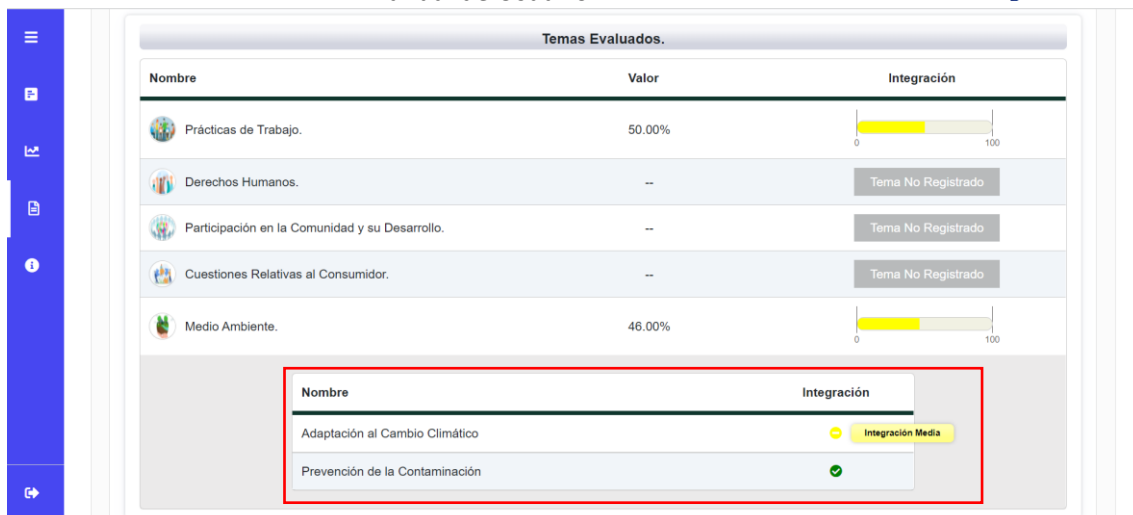 Temas Evaluados.
Nombre Valor Integración
Prácticas de Trabajo. 50.00%
0 100
Derechos Humanos. -- Tema No Registrado
Participación en la Comunidad y su Desarrollo. -- Tema No Registrado
Cuestiones Relativas al Consumidor. -- Tema No Registrado
Medio Ambiente. 46.00%
0 100
Nombre Integración
Adaptación al Cambio Climático Integración Media
Prevención de la Contaminación